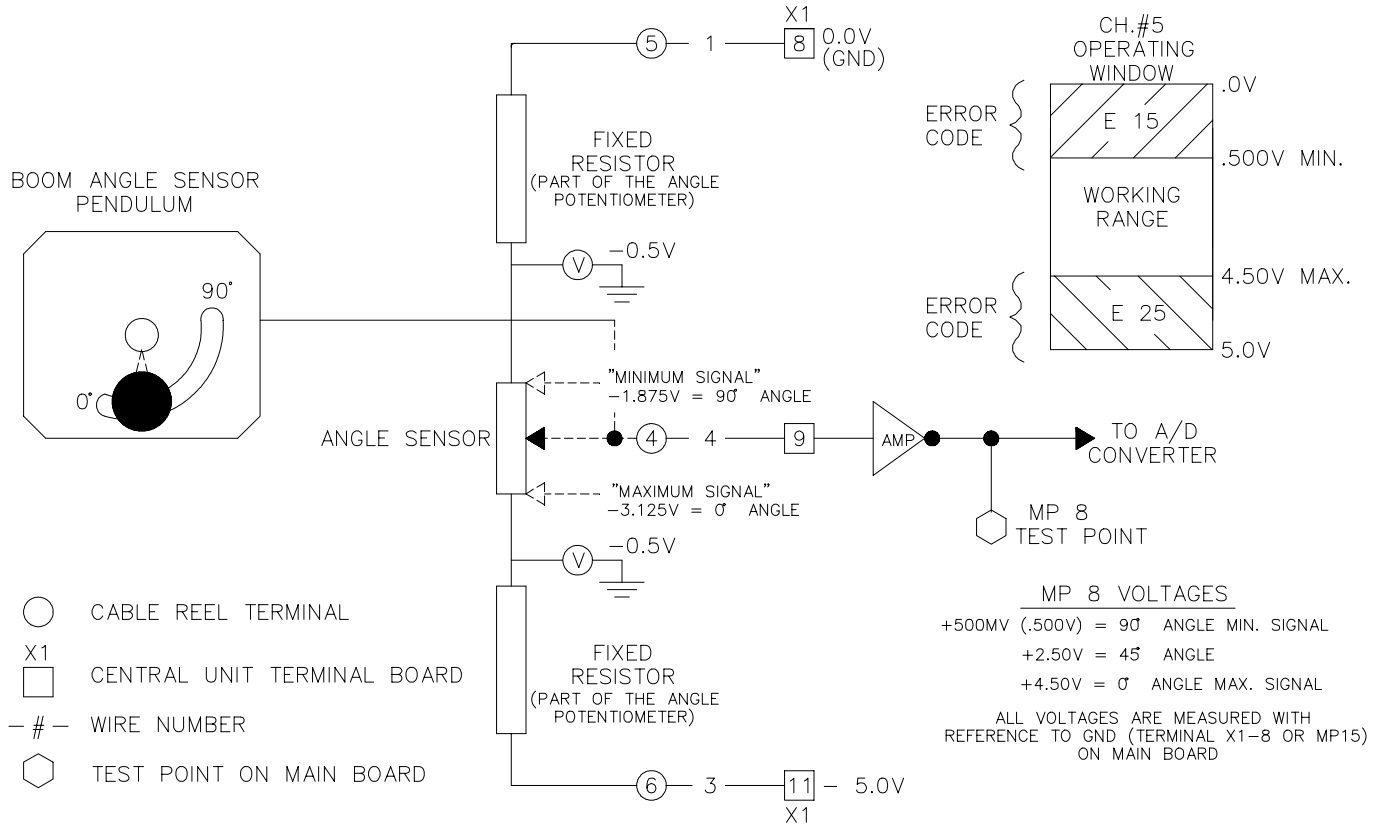 X1
5
1
8
0.0V
(GND)
CH.#5
OPERATING
WINDOW
.0V
ERROR
CODE
E 15
.500V MIN.
WORKING
RANGE
4.50V MAX.
ERROR
CODE
E 25
5.0V
FIXED
RESISTOR
(PART OF THE ANGLE
POTENTIOMETER)
BOOM ANGLE SENSOR
PENDULUM
90°
0°
V
-0.5V
"MINIMUM SIGNAL"
-1.875V = 90° ANGLE
ANGLE SENSOR
4
4
9
AMP
TO A/D
CONVERTER
"MAXIMUM SIGNAL"
-3.125V = 0° ANGLE
MP 8
TEST POINT
V
-0.5V
CABLE REEL TERMINAL
X1
CENTRAL UNIT TERMINAL BOARD
-#- WIRE NUMBER
TEST POINT ON MAIN BOARD
FIXED
RESISTOR
(PART OF THE ANGLE
POTENTIOMETER)
6
3
11
- 5.0V
X1
MP 8 VOLTAGES
+500MV (.500V) = 90° ANGLE MIN. SIGNAL
+2.50V = 45° ANGLE
+4.50V = 0° ANGLE MAX. SIGNAL
ALL VOLTAGES ARE MEASURED WITH
REFERENCE TO GND (TERMINAL X1-8 OR MP15)
ON MAIN BOARD